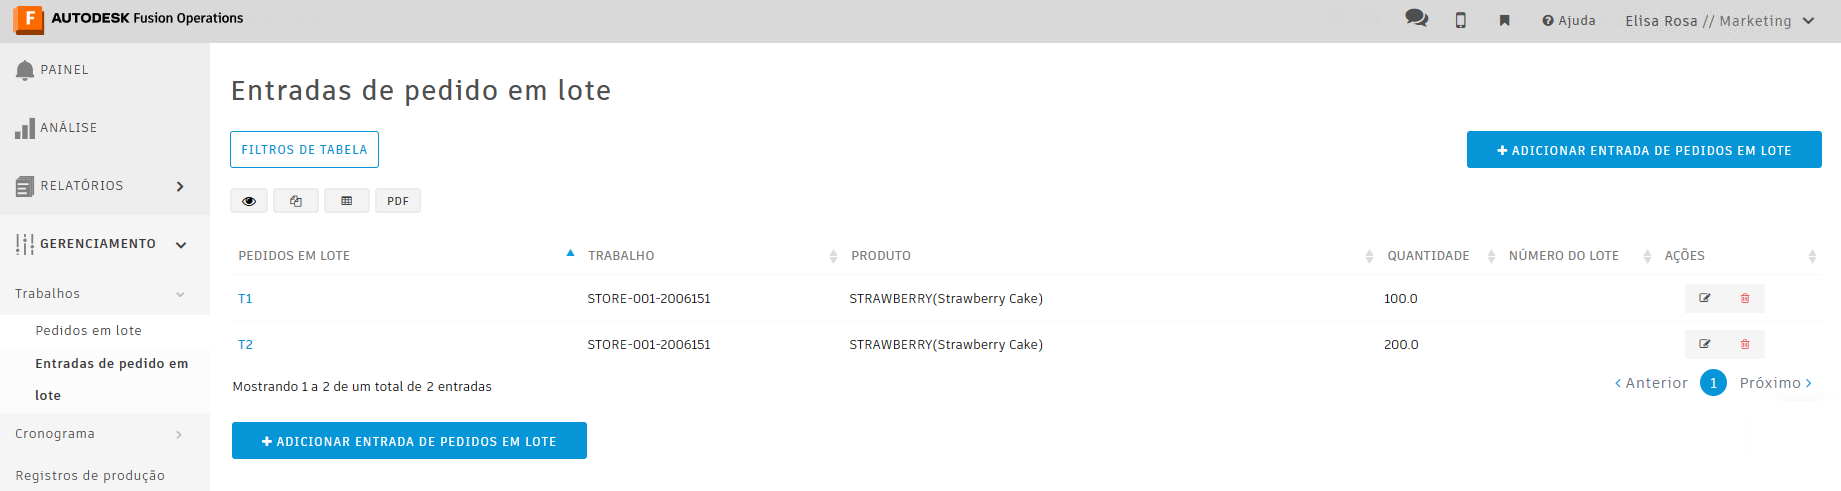 F AUTODESK Fusion Operations
Ajuda
Elisa Rosa // Marketing
PAINEL
ANÁLISE
RELATÓRIOS
GERENCIAMENTO
Trabalhos
Pedidos em lote
Entradas de pedido em
lote
Cronograma
Registros de produção
Entradas de pedido em lote
FILTROS DE TABELA
+ ADICIONAR ENTRADA DE PEDIDOS EM LOTE
PDF
PEDIDOS EM LOTE TRABALHO PRODUTO QUANTIDADE NÚMERO DO LOTE AÇÕES
T1 STORE-001-2006151 STRAWBERRY(Strawberry Cake) 100.0
T2 STORE-001-2006151 STRAWBERRY(Strawberry Cake) 200.0
Mostrando 1 a 2 de um total de 2 entradas
< Anterior 1 Próximo >
+ ADICIONAR ENTRADA DE PEDIDOS EM LOTE